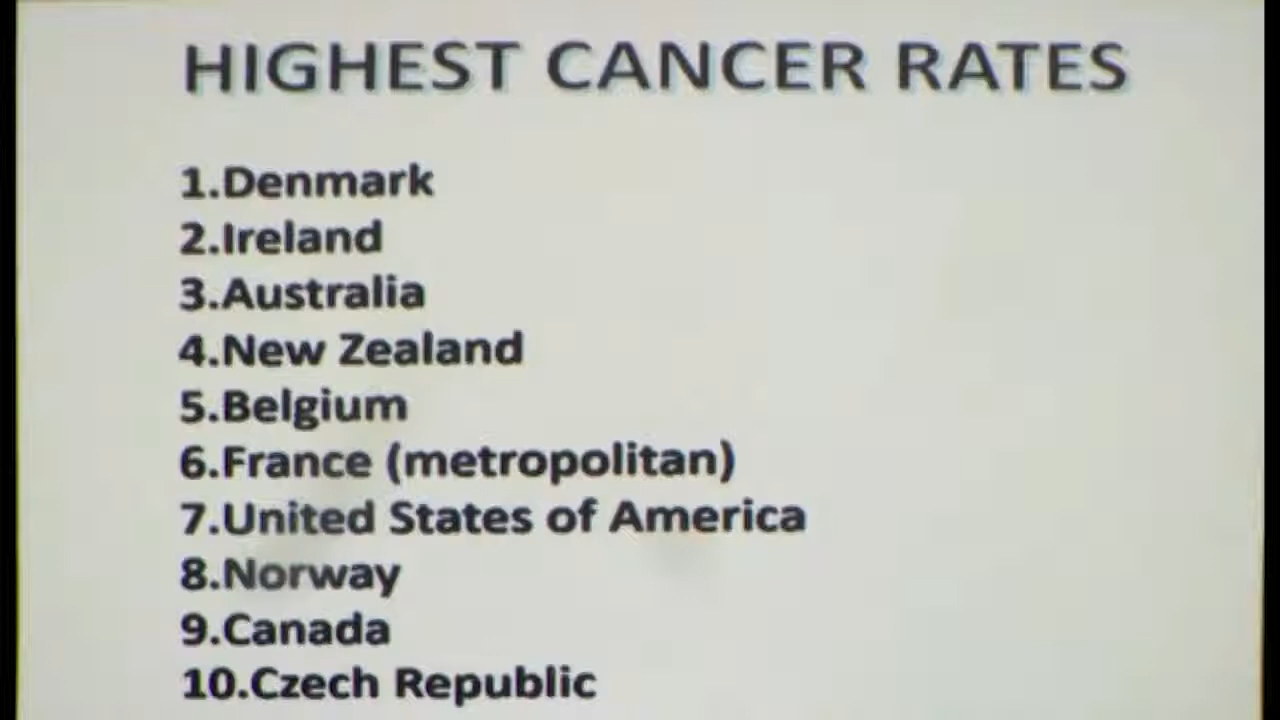 HIGHEST CANCER RATES
1.Denmark
2.Ireland
3.Australia
4.New Zealand
5.Belgium
6.France (metropolitan)
7.United States of America
8.Norway
9.Canada
10.Czech Republic